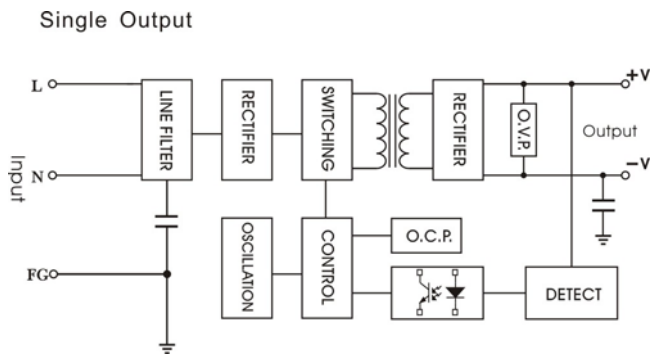 Single Output
L
N
FG
Input
LINE FILTER
RECTIFIER
SWITCHING
RECTIFIER
O.V.P.
+V
Output
-V
OSCILLATION
CONTROL
O.C.P.
DETECT